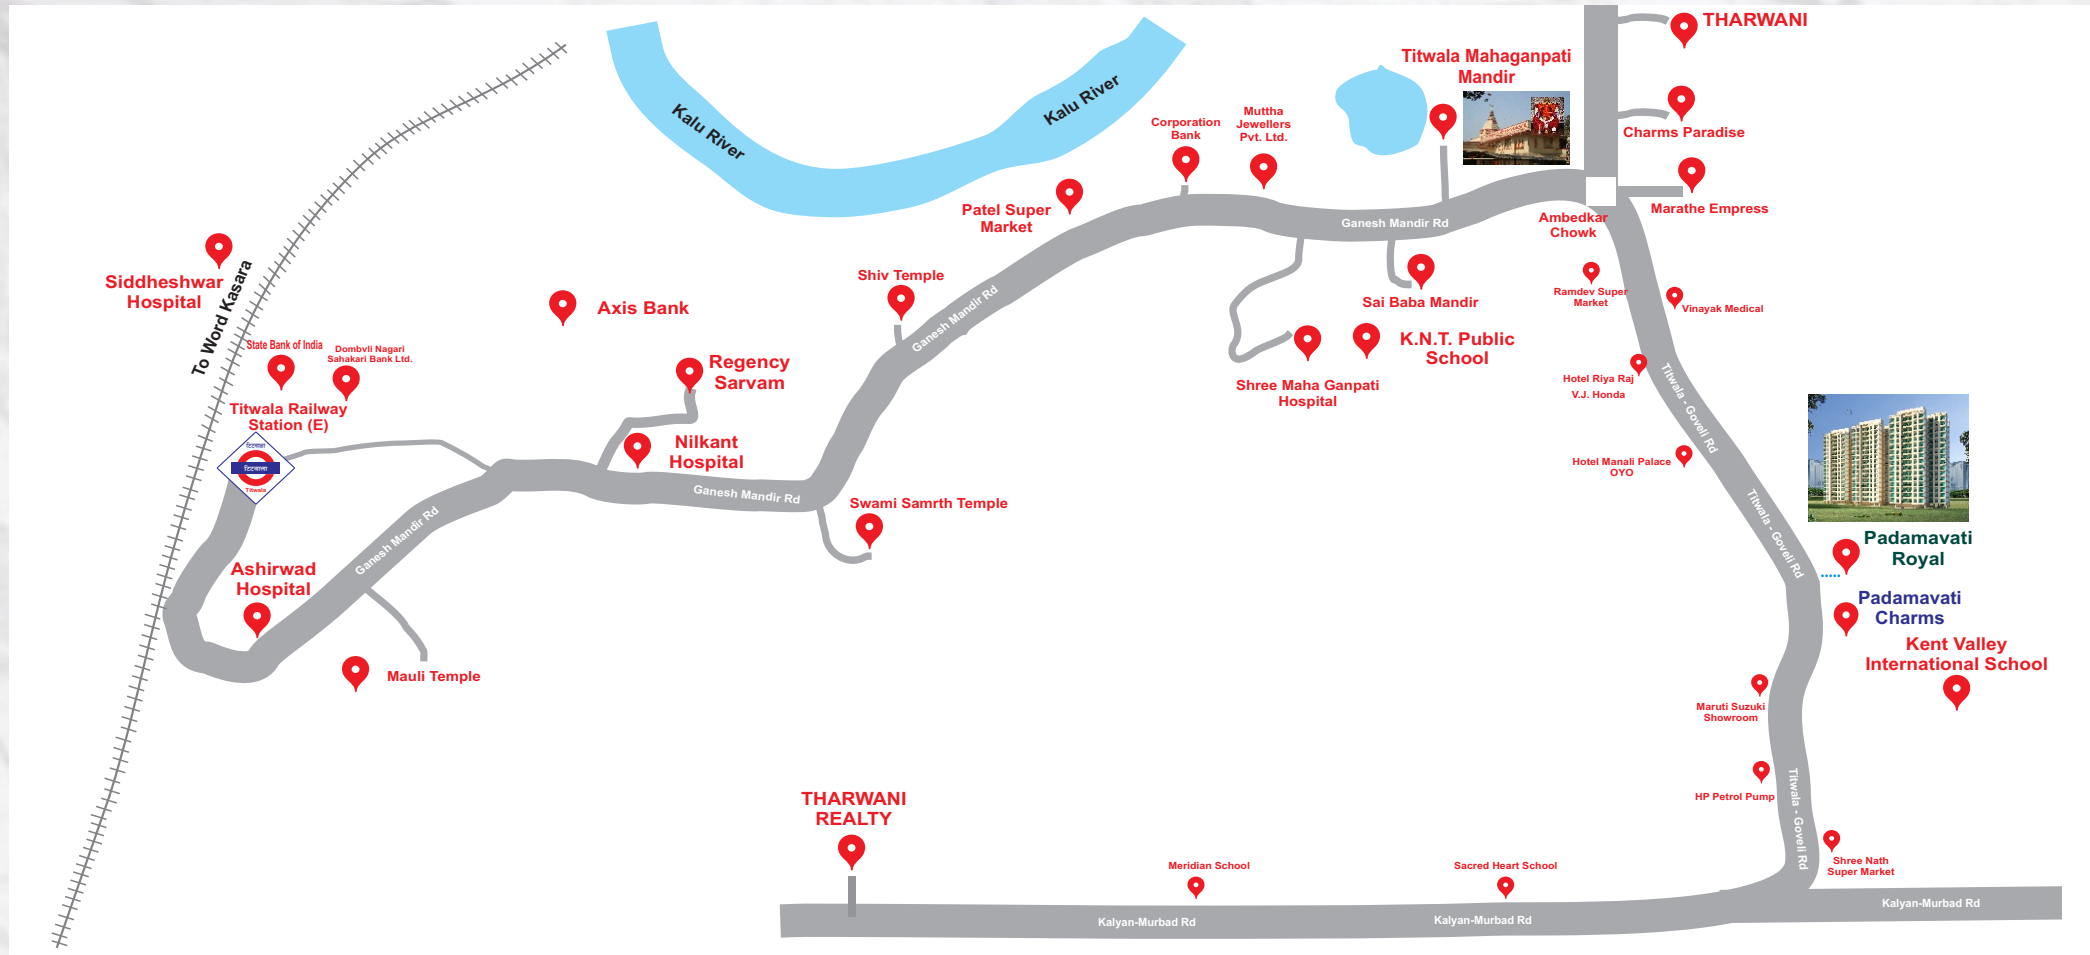 THARWANI
Titwala Mahaganpati
Mandir
Kalu River
Kalu River
Corporation
Bank
Muttha
Jewellers
Pvt. Ltd.
Charms Paradise
Marathe Empress
Ambedkar
Chowk
Patel Super
Market
Ganesh Mandir Rd
Siddheshwar
Hospital
To Word Kasara
Axis Bank
Shiv Temple
Ganesh Mandir Rd
Sai Baba Mandir
Ramdev Super
Market
Vinayak Medical
State Bank of India
Dombvli Nagari
Sahakari Bank Ltd.
Regency
Sarvam
K.N.T. Public
School
Shree Maha Ganpati
Hospital
Hotel Riya Raj
V.J. Honda
Titwala - Goveli Rd
Titwala Railway
Station (E)
टिटवाला
टिटवाला
Titwala
Nilkant
Hospital
Ganesh Mandir Rd
Swami Samrth Temple
Hotel Manali Palace
OYO
Titwala - Goveli Rd
Ganesh Mandir Rd
Ashirwad
Hospital
Mauli Temple
Padamavati
Royal
Padamavati
Charms
Kent Valley
International School
Maruti Suzuki
Showroom
HP Petrol Pump
Titwala - Goveli Rd
Shree Nath
Super Market
THARWANI
REALTY
Meridian School
Sacred Heart School
Kalyan-Murbad Rd
Kalyan-Murbad Rd
Kalyan-Murbad Rd